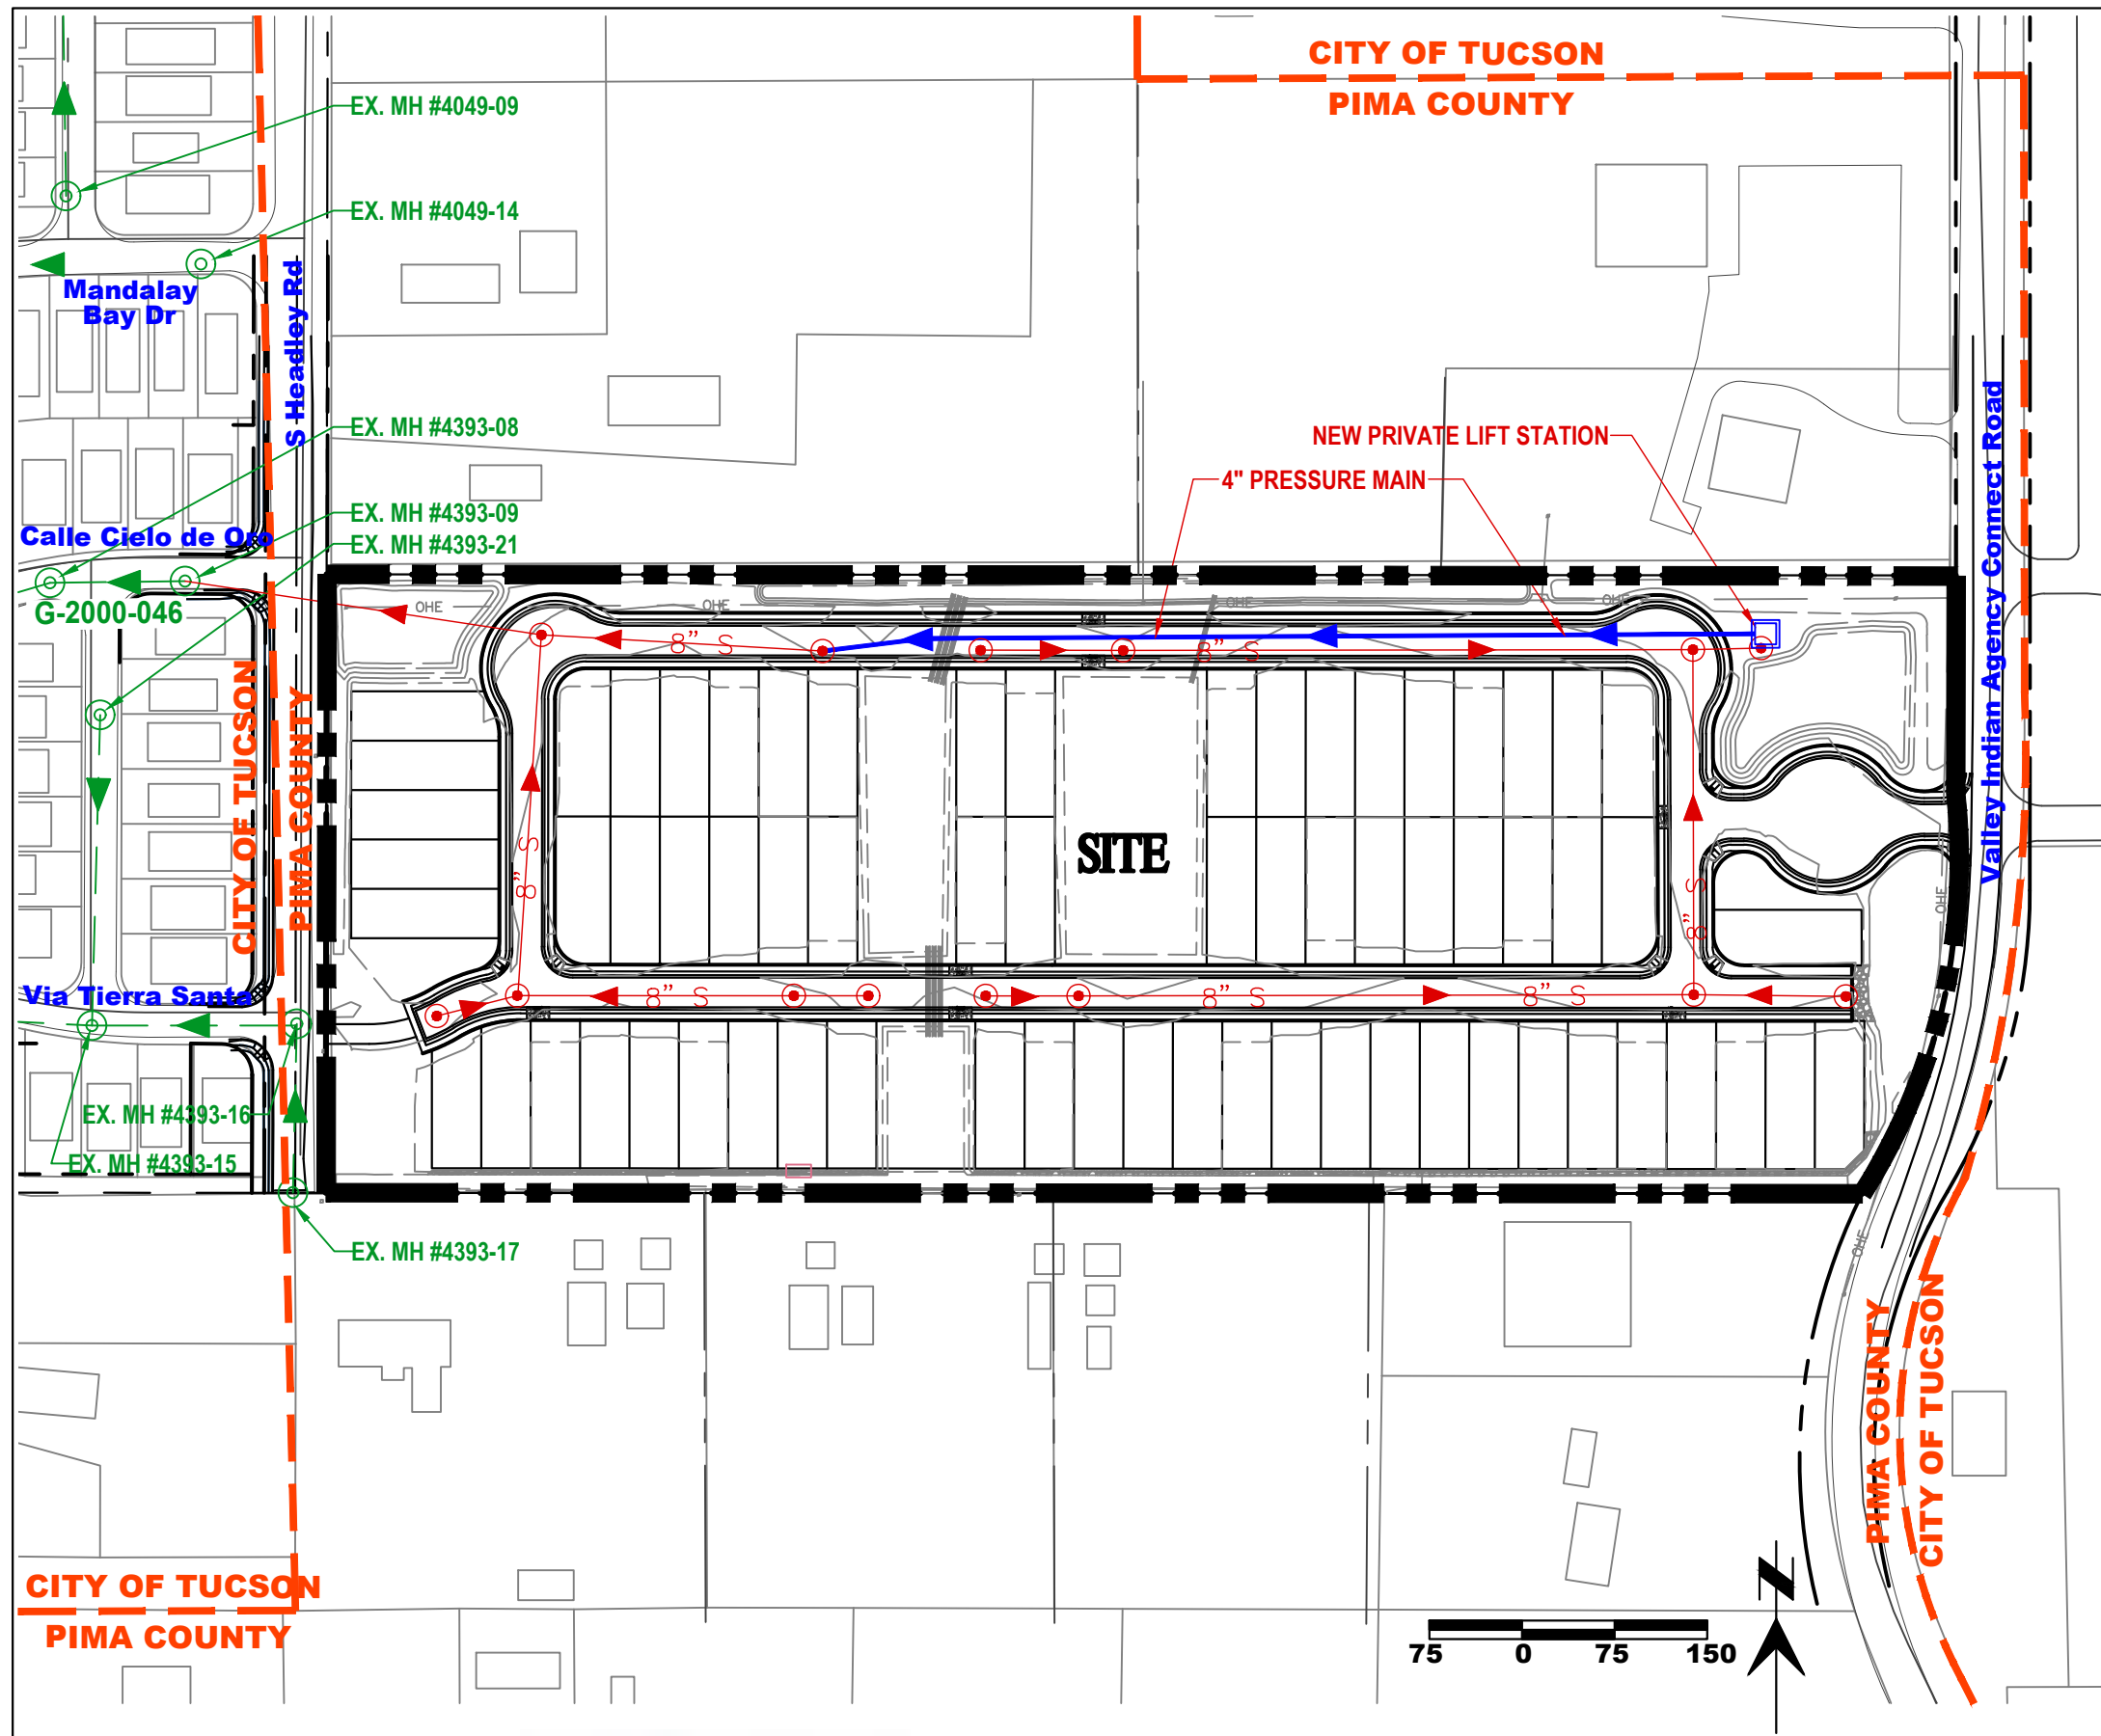 CITY OF TUCSON
PIMA COUNTY
EX. MH #4049-09
EX. MH #4049-14
Mandalay
Bay Dr
S Headley Rd
EX. MH #4393-08
NEW PRIVATE LIFT STATION
4" PRESSURE MAIN
Valley Indian Agency Connect Road
EX. MH #4393-09
Calle Cielo de Oro
EX. MH #4393-21
G-2000-046
OHE
OHE
OHE
OHE
8" S
8" S
CITY OF TUCSON
PIMA COUNTY
SITE
8" S
8" S
OHE
Via Tierra Santa
8" S
8" S
8" S
EX. MH #4393-16
EX. MH #4393-15
EX. MH #4393-17
OHE
PIMA COUNTY
CITY OF TUCSON
CITY OF TUCSON
PIMA COUNTY
N
75 0 75 150